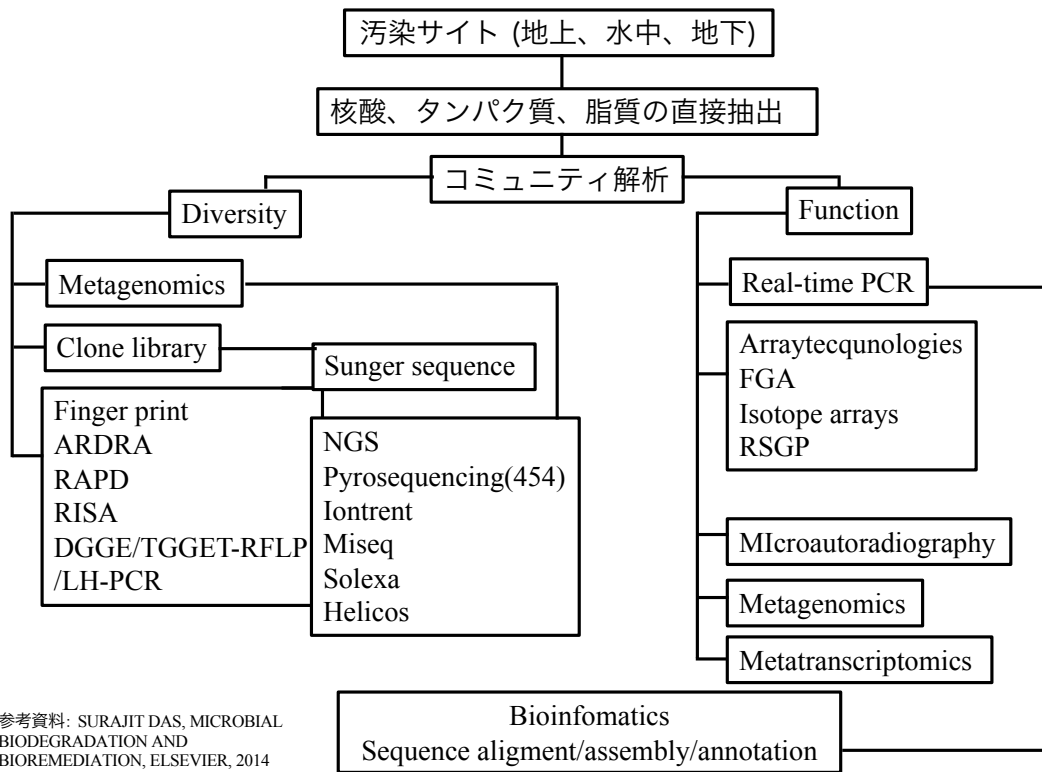 汚染サイト (地上、水中、地下)
核酸、タンパク質、脂質の直接抽出
コミュニティ解析
Diversity
Function
Metagenomics
Clone library
Sunger sequence
Finger print
ARDRA
RAPD
RISA
DGGE/TGGET-RFLP
/LH-PCR
NGS
Pyrosequencing(454)
Iontrent
Miseq
Solexa
Helicos
Real-time PCR
Arraytecqunologies
FGA
Isotope arrays
RSGP
MIcroautoradiography
Metagenomics
Metatranscriptomics
Bioinfomatics
Sequence aligment/assembly/annotation
参考資料: SURAJIT DAS, MICROBIAL
BIODEGRADATION AND
BIOREMEDIATION, ELSEVIER, 2014